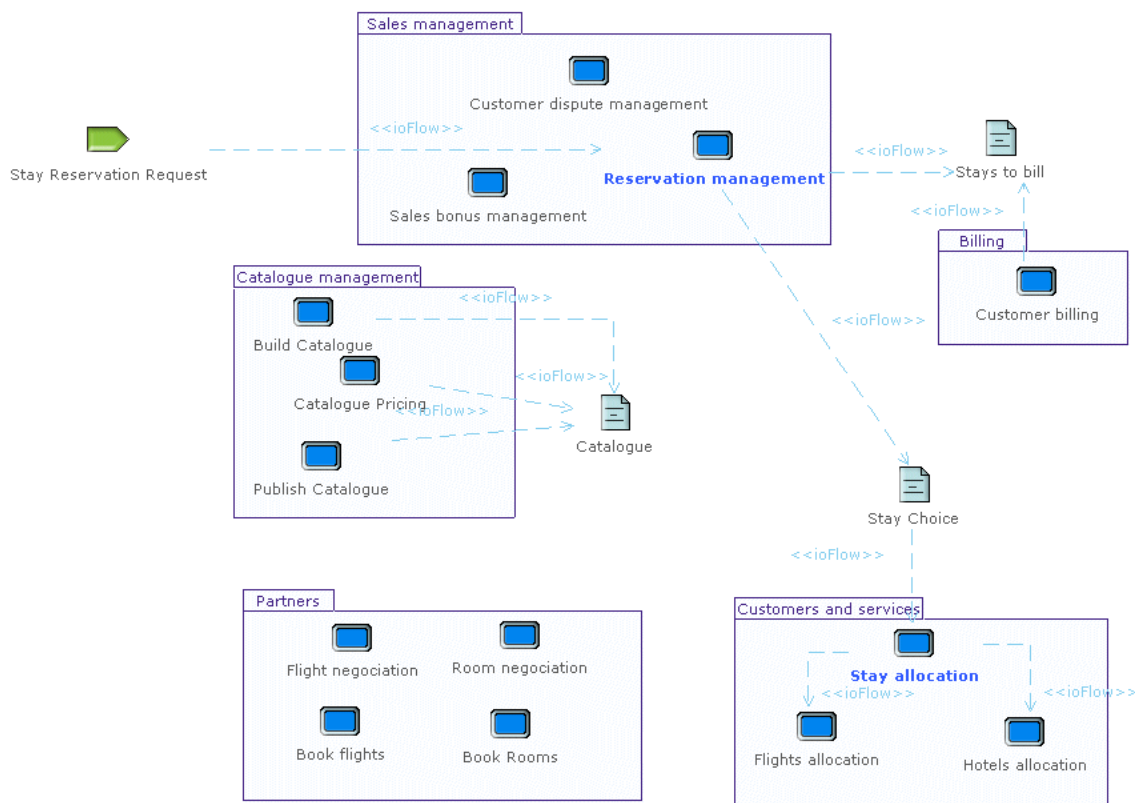 Sales management
Customer dispute management
<<ioFlow>>
Stay Reservation Request
Reservation management
Sales bonus management
<<ioFlow>>
Stays to bill
<<ioFlow>>
Billing
Customer billing
Catalogue management
<<ioFlow>>
Build Catalogue
<<ioFlow>>
<<ioFlow>>
Catalogue Pricing
<<ioFlow>>
Catalogue
Publish Catalogue
Stay Choice
<<ioFlow>>
Partners
Flight negociation
Room negociation
Book flights
Book Rooms
Customers and services
Stay allocation
<<ioFlow>>
<<ioFlow>>
Flights allocation
Hotels allocation